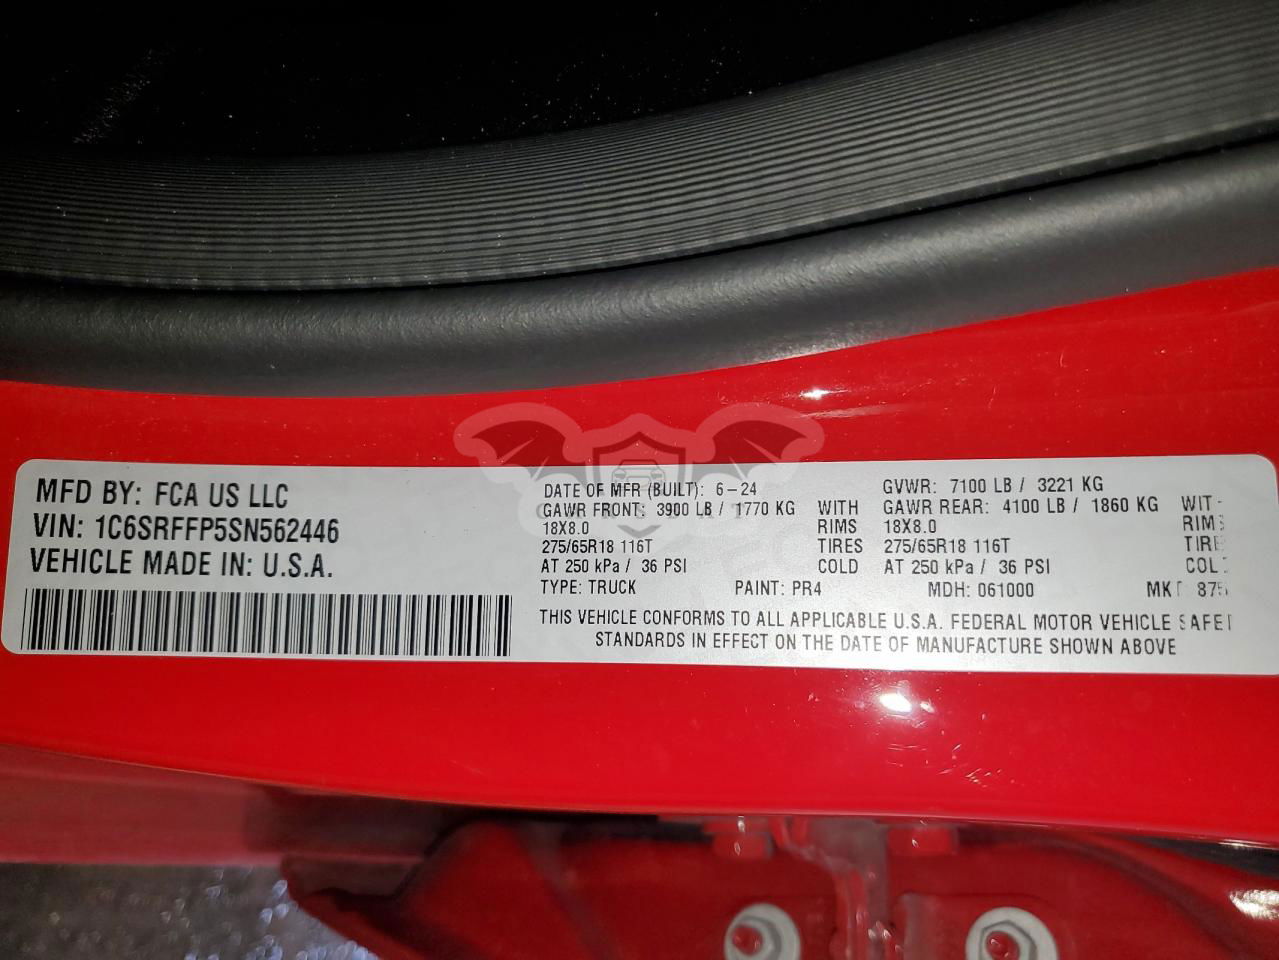 MFD BY: FCA US LLC
VIN: 1C6SRFFP5SN562446
VEHICLE MADE IN: U.S.A.
DATE OF MFR (BUILT): 6-24
GAWR FRONT: 3900 LB / 1770 KG WITH
18X8.0 RIMS
275/65R18 116T TIRES
AT 250 kPa / 36 PSI COLD
GVWR: 7100 LB / 3221 KG
GAWR REAR: 4100 LB / 1860 KG
18X8.0
275/65R18 116T
AT 250 kPa / 36 PSI
TYPE: TRUCK PAINT: PR4 MDH: 061000
THIS VEHICLE CONFORMS TO ALL APPLICABLE U.S.A. FEDERAL MOTOR VEHICLE
STANDARDS IN EFFECT ON THE DATE OF MANUFACTURE SHOWN ABOVE